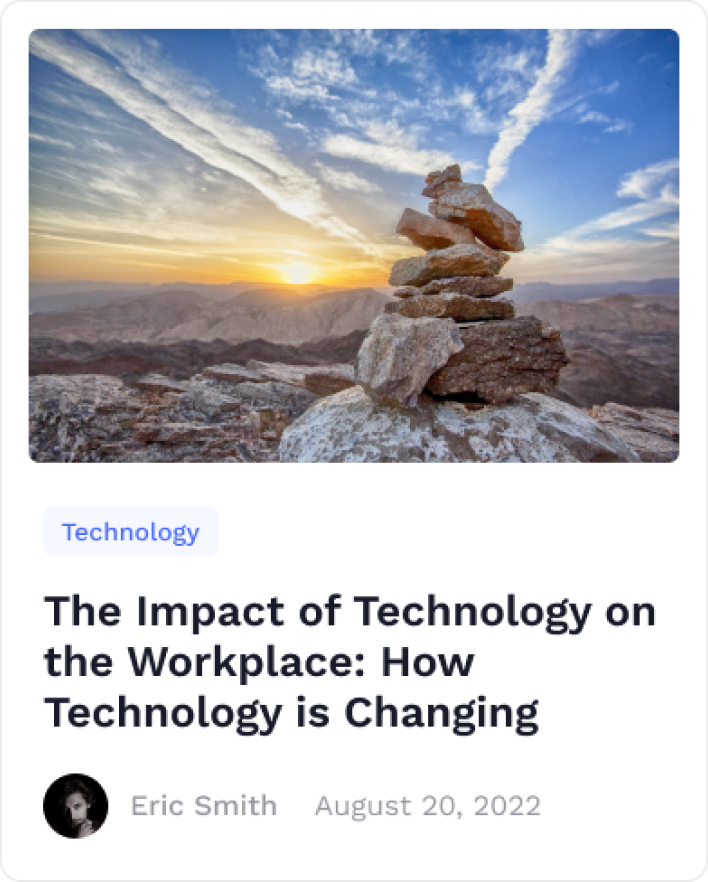 Technology
The Impact of Technology on
the Workplace: How
Technology is Changing
Eric Smith August 20, 2022